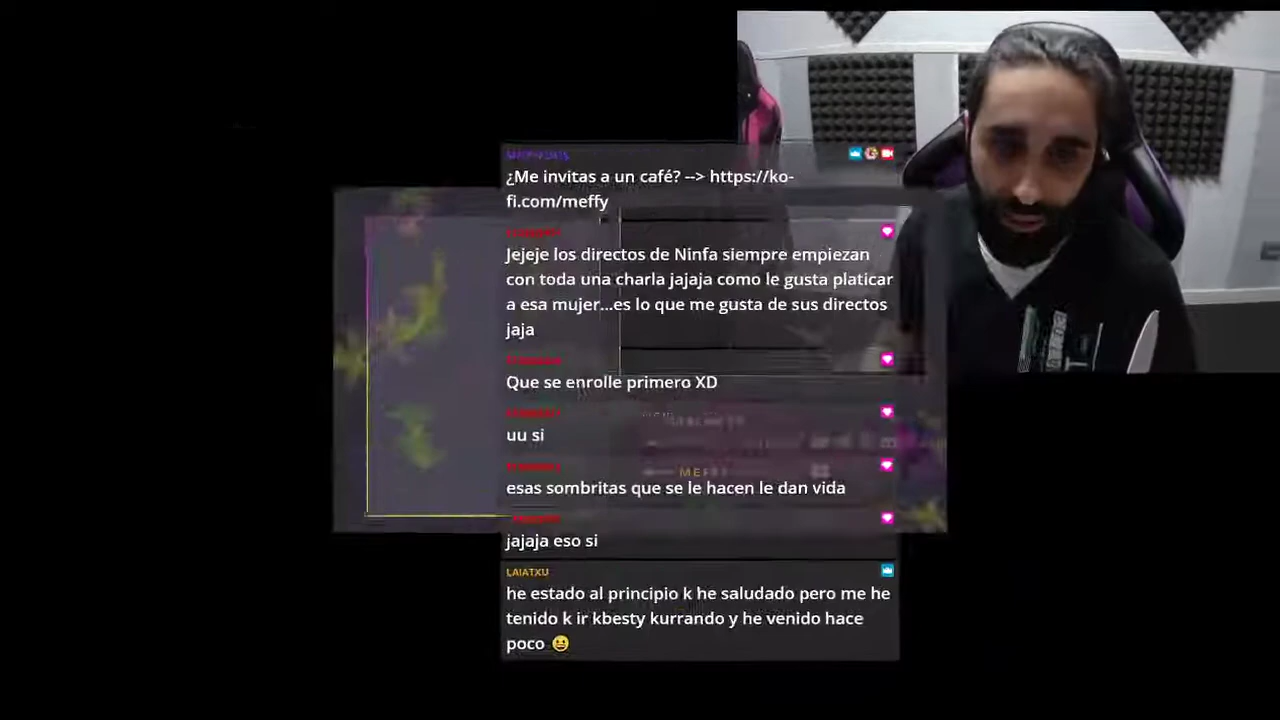 ¿Me invitas a un café? --> https://ko-
fi.com/meffy
Jejeje los directos de Ninfa siempre empiezan
con toda una charla jajaja como le gusta platicar
a esa mujer...es lo que me gusta de sus directos
jaja
Que se enrolle primero XD
uu si
MEFFY
esas sombritas que se le hacen le dan vida
jajaja eso si
LAIATXU
he estado al principio k he saludado pero me he
tenido k ir kbesty kurrando y he venido hace
poco 😀